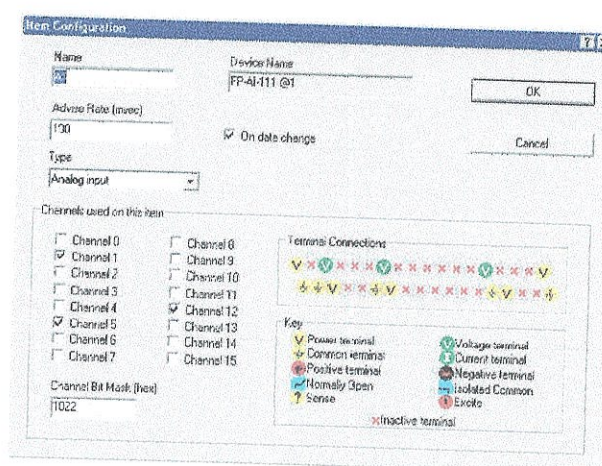 Item Configuration
Name
Device Name
FP-AI-111 @1
OK
Advise Rate (msec)
100
On date change
Cancel
Type
Analog input
Channels used on this item
Channel 0
Channel 1
Channel 2
Channel 3
Channel 4
Channel 5
Channel 6
Channel 7
Channel 8
Channel 9
Channel 10
Channel 11
Channel 12
Channel 13
Channel 14
Channel 15
Channel Bit Mask (hex)
1022
Terminal Connections
Key
Power terminal
Common terminal
Positive terminal
Normally Open
Sense
Voltage terminal
Current terminal
Negative terminal
Isolated Common
Excite
Inactive terminal